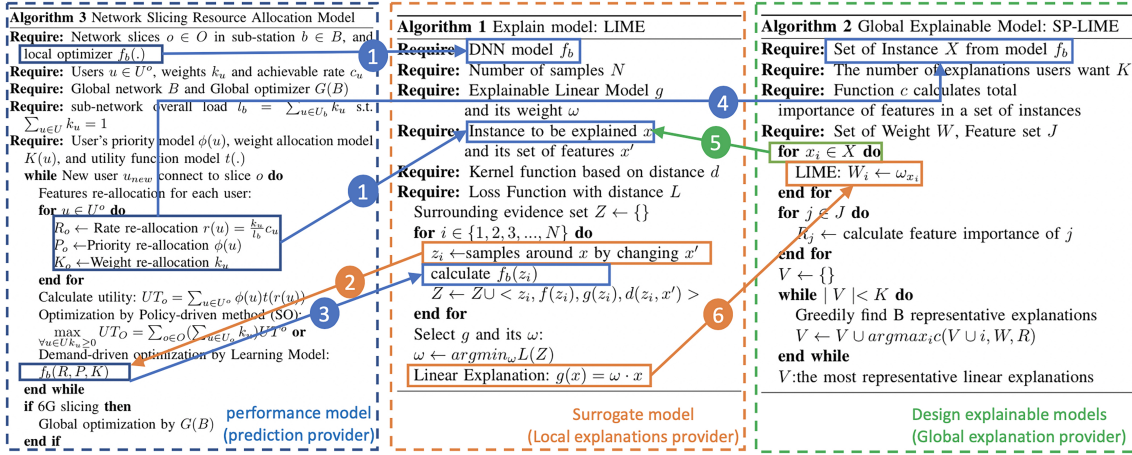 Algorithm 3 Network Slicing Resource Allocation Model
Require: Network slices o ∈ O in sub-station b ∈ B, and
local optimizer f_b(.)
Require: Users u ∈ U^o, weights k_u and achievable rate c_u
Require: Global network B and Global optimizer G(B)
Require: sub-network overall load l_b = ∑_{u∈U_b} k_u s.t.
∑_{u∈U} k_u = 1
Require: User's priority model ϕ(u), weight allocation model
K(u), and utility function model t(.)
while New user u_{new} connect to slice o do
Features re-allocation for each user:
for u ∈ U^o do
R_o ← Rate re-allocation r(u) = \frac{k_u}{l_b} c_u
P_o ←Priority re-allocation ϕ(u)
K_o ←Weight re-allocation k_u
end for
Calculate utility: UT_o = ∑_{u∈U^o} ϕ(u)t(r(u))
Optimization by Policy-driven method (SO):
max_{∀u∈U k_u≥0} UT_O = ∑_{o∈O}(∑_{u∈U_o} k_u)UT^o or
Demand-driven optimization by Learning Model:
f_b(R, P, K)
end while
if 6G slicing then
Global optimization by G(B)
end if
performance model
(prediction provider)
Algorithm 1 Explain model: LIME
Require: DNN model f_b
Require: Number of samples N
Require: Explainable Linear Model g
and its weight ω
Require: Instance to be explained x
and its set of features x'
Require: Kernel function based on distance d
Require: Loss Function with distance L
Surrounding evidence set Z ← {}
for i ∈ {1, 2, 3, ..., N} do
z_i ←samples around x by changing x'
calculate f_b(z_i)
Z ← Z∪ < z_i, f(z_i), g(z_i), d(z_i, x') >
end for
Select g and its ω:
ω ← argmin_ω L(Z)
Linear Explanation: g(x) = ω · x
Surrogate model
(Local explanations provider)
Algorithm 2 Global Explainable Model: SP-LIME
Require: Set of Instance X from model f_b
Require: The number of explanations users want K
Require: Function c calculates total
importance of features in a set of instances
Require: Set of Weight W, Feature set J
for x_i ∈ X do
LIME: W_i ← ω_{x_i}
end for
for j ∈ J do
R_j ← calculate feature importance of j
end for
V ← {}
while | V |< K do
Greedily find B representative explanations
V ← V ∪ argmax_i c(V ∪ i, W, R)
end while
V:the most representative linear explanations
Design explainable models
(Global explanation provider)
1
1
2
3
4
5
6